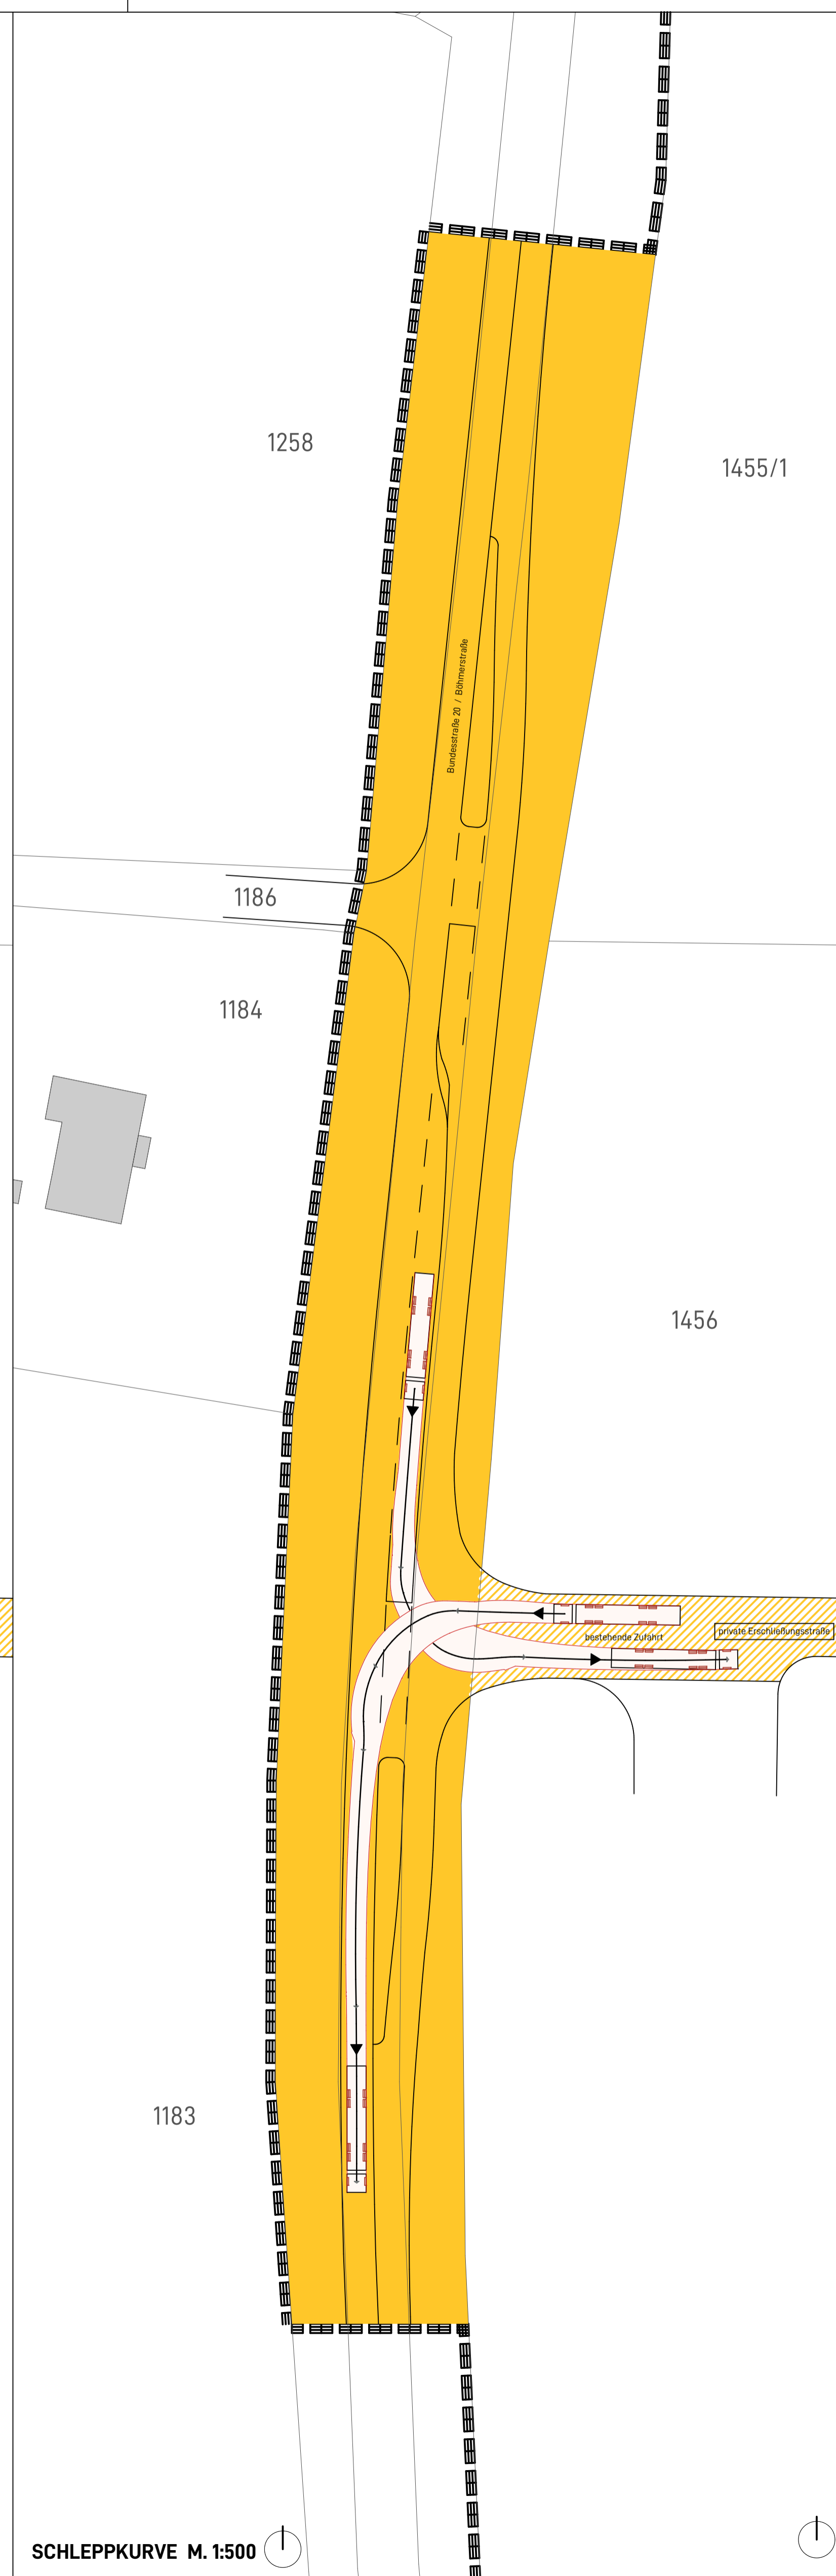 1258
1455/1
Bundesstraße 20 / Böhmerstraße
1186
1184
1456
private Erschließungsstraße
bestehende Zufahrt
1183
SCHLEPPKURVE M. 1:500